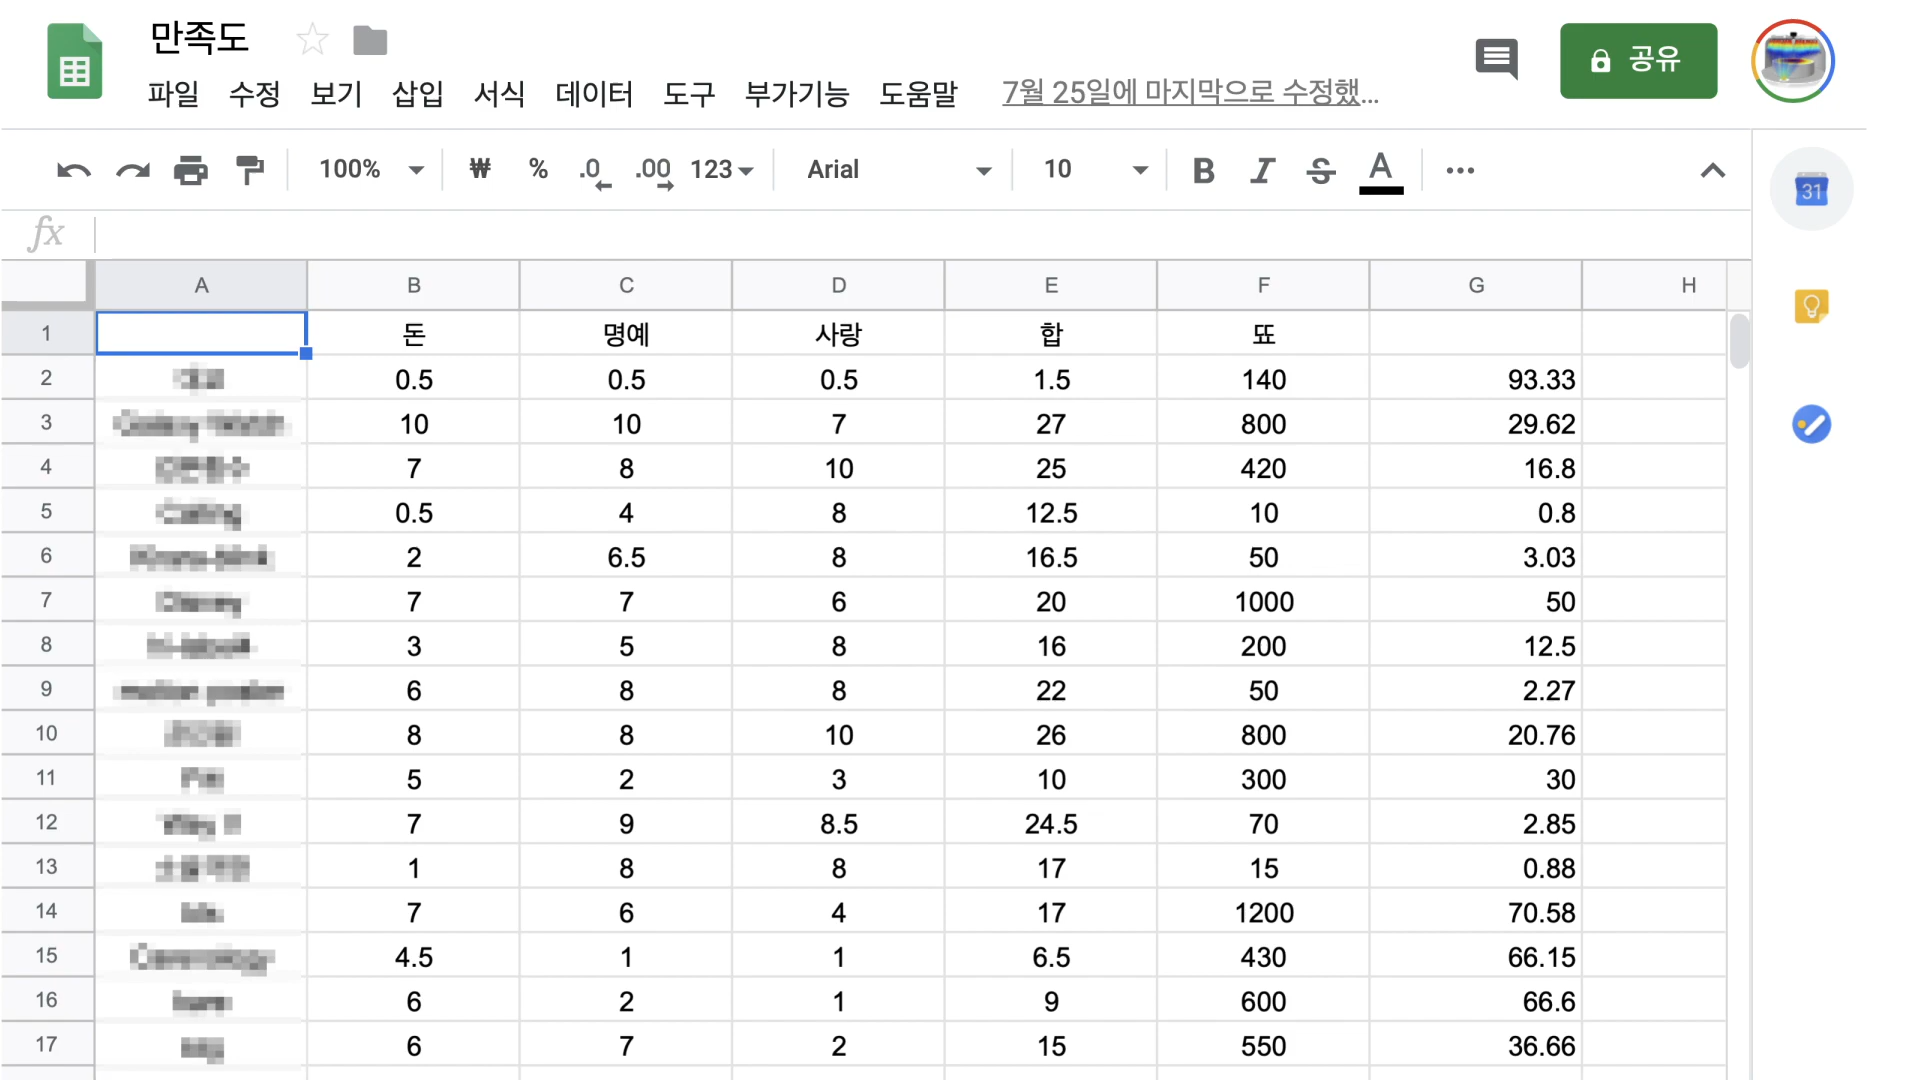 만족도
파일 수정 보기 삽입 서식 데이터 도구 부가기능 도움말 7월 25일에 마지막으로 수정했...
공유
100% ₩ % .0 .00 123 Arial 10 B I S A
31
fx
A B C D E F G H
1 돈 명예 사랑 합 뚀
2 0.5 0.5 0.5 1.5 140 93.33
3 10 10 7 27 800 29.62
4 7 8 10 25 420 16.8
5 0.5 4 8 12.5 10 0.8
6 2 6.5 8 16.5 50 3.03
7 7 7 6 20 1000 50
8 3 5 8 16 200 12.5
9 6 8 8 22 50 2.27
10 8 8 10 26 800 20.76
11 5 2 3 10 300 30
12 7 9 8.5 24.5 70 2.85
13 1 8 8 17 15 0.88
14 7 6 4 17 1200 70.58
15 4.5 1 1 6.5 430 66.15
16 6 2 1 9 600 66.6
17 6 7 2 15 550 36.66